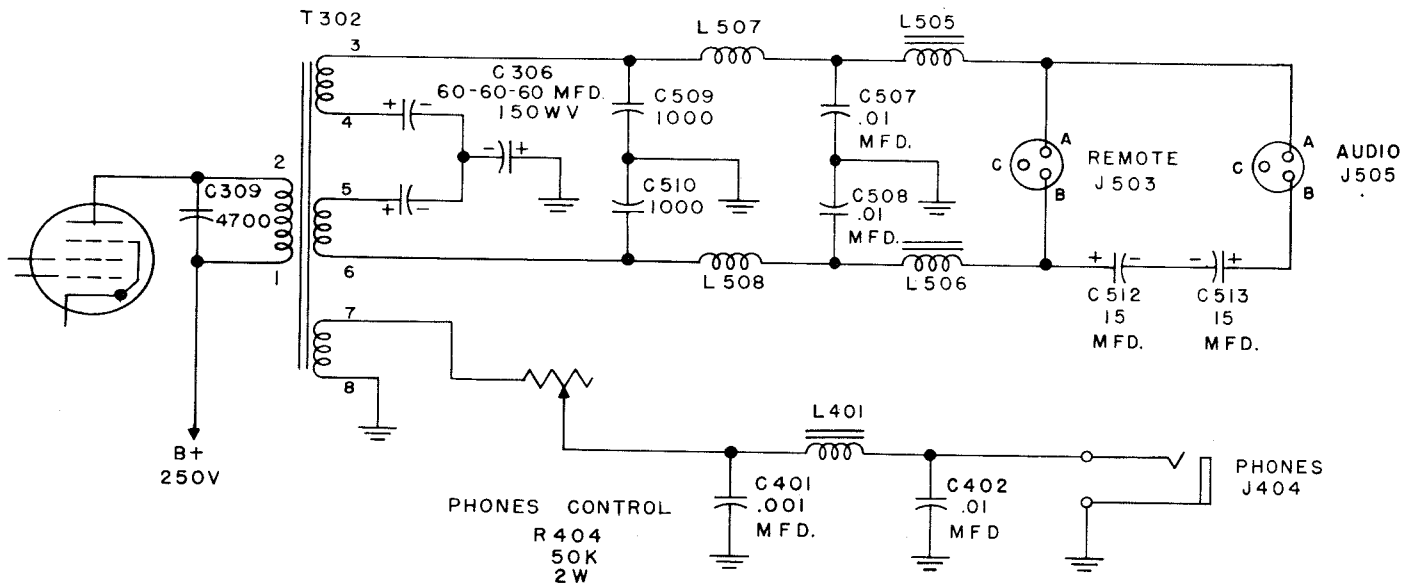 T302
L507
L505
3
C306
60-60-60 MFD.
150WV
C509
1000
C507
.01
MFD.
4
+ -
- +
2
C309
4700
1
5
+ -
C510
1000
C508
.01
MFD.
6
L508
L506
A
C
B
REMOTE
J503
A
C
B
AUDIO
J505
+ -
C512
15
MFD.
- +
C513
15
MFD.
7
8
B+
250V
PHONES CONTROL
R404
50K
2W
L401
C401
.001
MFD.
C402
.01
MFD
PHONES
J404